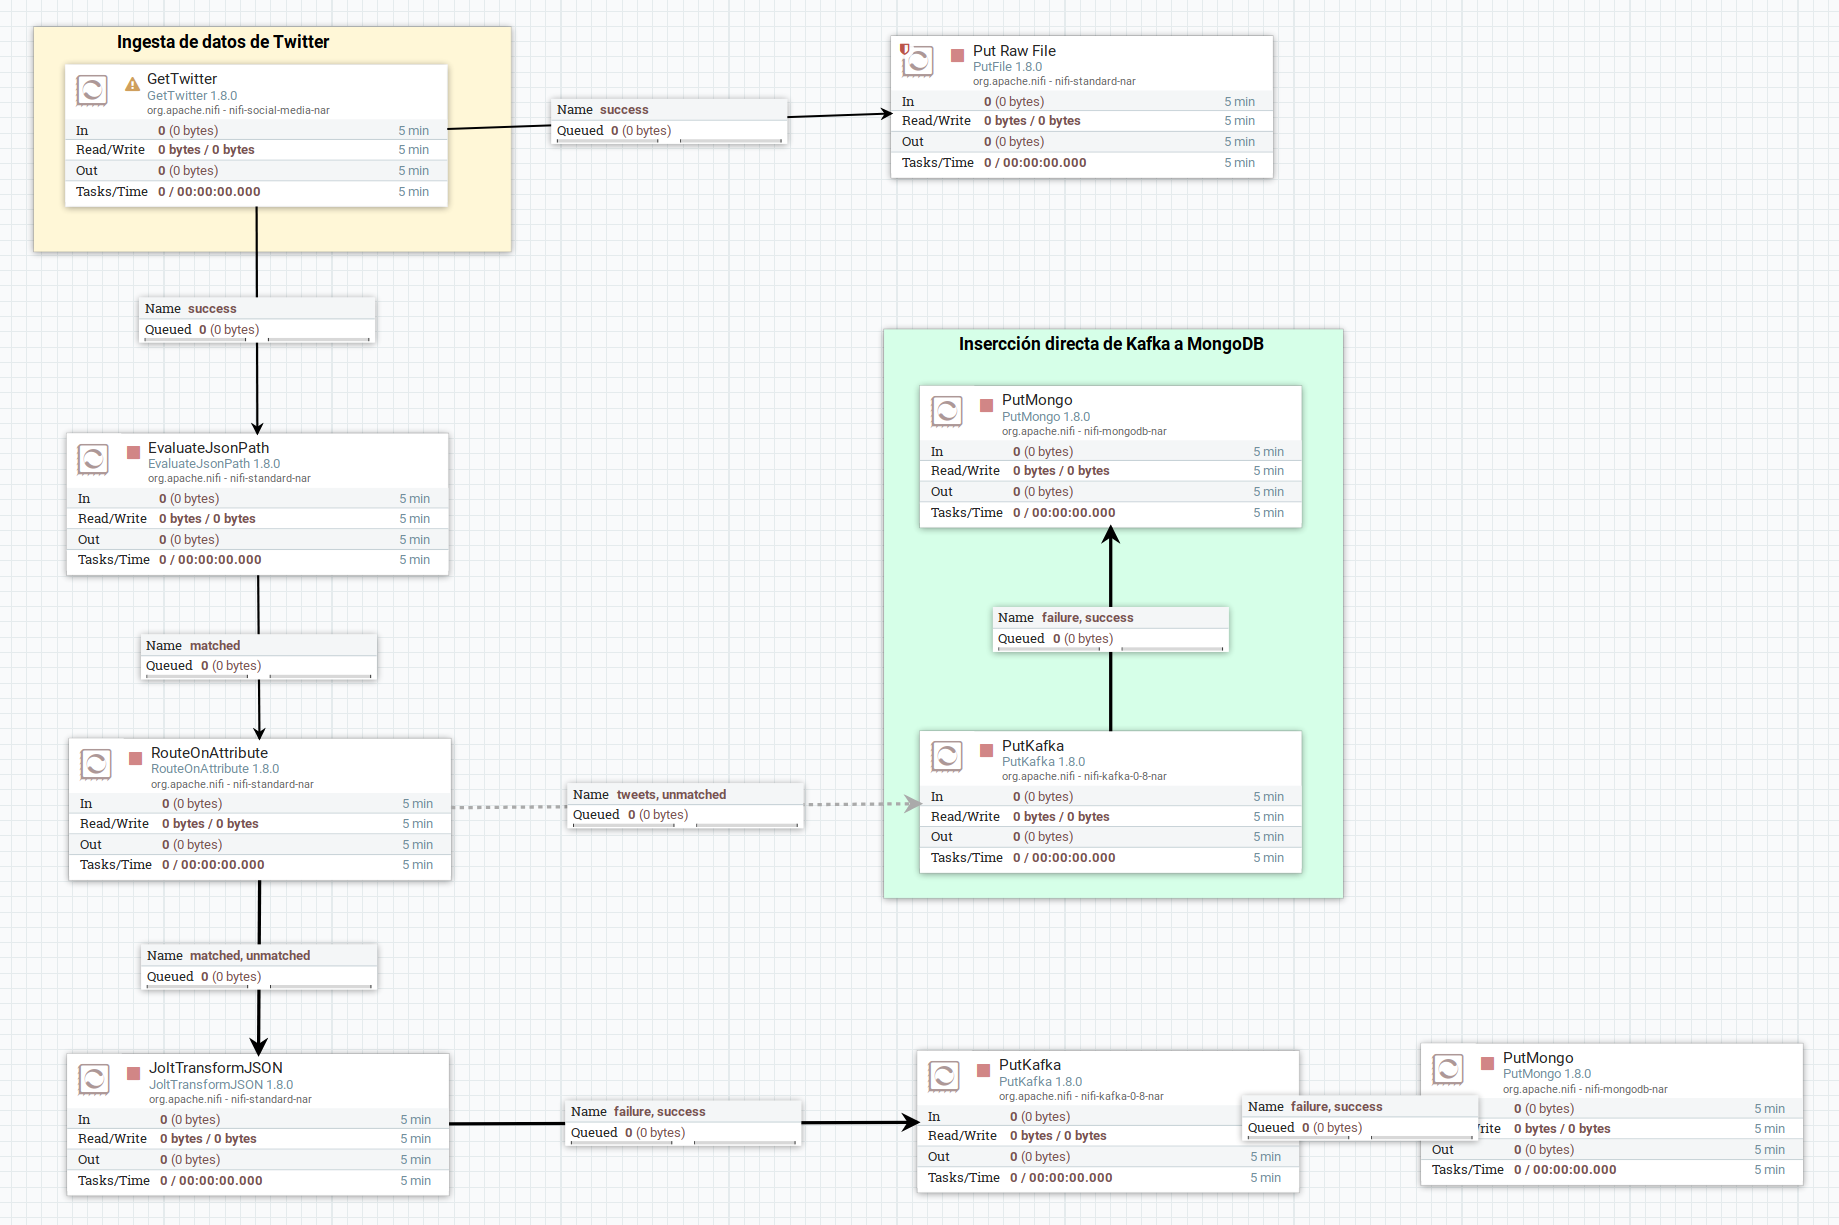 Ingesta de datos de Twitter
GetTwitter
GetTwitter 1.8.0
org.apache.nifi - nifi-social-media-nar
In 0 (0 bytes) 5 min
Read/Write 0 bytes / 0 bytes 5 min
Out 0 (0 bytes) 5 min
Tasks/Time 0 / 00:00:00.000 5 min
Name success
Queued 0 (0 bytes)
Put Raw File
PutFile 1.8.0
org.apache.nifi - nifi-standard-nar
In 0 (0 bytes) 5 min
Read/Write 0 bytes / 0 bytes 5 min
Out 0 (0 bytes) 5 min
Tasks/Time 0 / 00:00:00.000 5 min
Name success
Queued 0 (0 bytes)
EvaluateJsonPath
EvaluateJsonPath 1.8.0
org.apache.nifi - nifi-standard-nar
In 0 (0 bytes) 5 min
Read/Write 0 bytes / 0 bytes 5 min
Out 0 (0 bytes) 5 min
Tasks/Time 0 / 00:00:00.000 5 min
Name matched
Queued 0 (0 bytes)
Insercción directa de Kafka a MongoDB
PutMongo
PutMongo 1.8.0
org.apache.nifi - nifi-mongodb-nar
In 0 (0 bytes) 5 min
Read/Write 0 bytes / 0 bytes 5 min
Out 0 (0 bytes) 5 min
Tasks/Time 0 / 00:00:00.000 5 min
Name failure, success
Queued 0 (0 bytes)
RouteOnAttribute
RouteOnAttribute 1.8.0
org.apache.nifi - nifi-standard-nar
In 0 (0 bytes) 5 min
Read/Write 0 bytes / 0 bytes 5 min
Out 0 (0 bytes) 5 min
Tasks/Time 0 / 00:00:00.000 5 min
Name tweets, unmatched
Queued 0 (0 bytes)
PutKafka
PutKafka 1.8.0
org.apache.nifi - nifi-kafka-0-8-nar
In 0 (0 bytes) 5 min
Read/Write 0 bytes / 0 bytes 5 min
Out 0 (0 bytes) 5 min
Tasks/Time 0 / 00:00:00.000 5 min
Name matched, unmatched
Queued 0 (0 bytes)
JoltTransformJSON
JoltTransformJSON 1.8.0
org.apache.nifi - nifi-standard-nar
In 0 (0 bytes) 5 min
Read/Write 0 bytes / 0 bytes 5 min
Out 0 (0 bytes) 5 min
Tasks/Time 0 / 00:00:00.000 5 min
Name failure, success
Queued 0 (0 bytes)
PutKafka
PutKafka 1.8.0
org.apache.nifi - nifi-kafka-0-8-nar
In 0 (0 bytes)
Read/Write 0 bytes / 0 bytes
Out 0 (0 bytes) 5 min
Tasks/Time 0 / 00:00:00.000 5 min
Name failure, success
Queued 0 (0 bytes)
PutMongo
PutMongo 1.8.0
org.apache.nifi - nifi-mongodb-nar
0 (0 bytes) 5 min
rite 0 bytes / 0 bytes 5 min
Out 0 (0 bytes) 5 min
Tasks/Time 0 / 00:00:00.000 5 min